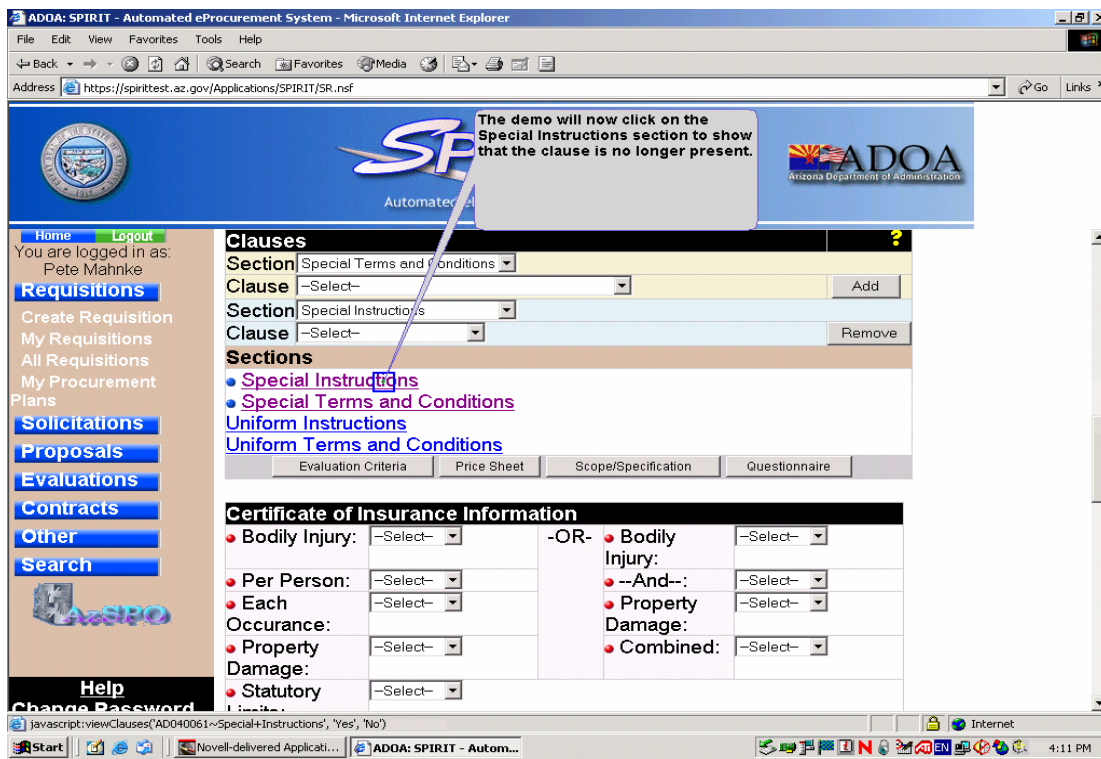 ADOA: SPIRIT - Automated eProcurement System - Microsoft Internet Explorer
File Edit View Favorites Tools Help
Back Search Favorites Media
Address https://spirittest.az.gov/Applications/SPIRIT/SR.nsf Go Links
The demo will now click on the
Special Instructions section to show
that the clause is no longer present.
SP
Automated
ADOA
Arizona Department of Administration
Home Logout
You are logged in as:
Pete Mahnke
Requisitions
Create Requisition
My Requisitions
All Requisitions
My Procurement
Plans
Solicitations
Proposals
Evaluations
Contracts
Other
Search
AzSPO
Help
Change Password
Clauses ?
Section Special Terms and Conditions
Clause --Select-- Add
Section Special Instructions
Clause --Select-- Remove
Sections
Special Instructions
Special Terms and Conditions
Uniform Instructions
Uniform Terms and Conditions
Evaluation Criteria Price Sheet Scope/Specification Questionnaire
Certificate of Insurance Information
Bodily Injury: --Select-- -OR- Bodily
Injury: --Select--
Per Person: --Select-- --And--: --Select--
Each
Occurance: --Select-- Property
Damage: --Select--
Property
Damage: --Select-- Combined: --Select--
Statutory
Limits: --Select--
javascript:viewClauses('AD040061~Special+Instructions', 'Yes', 'No') Internet
Start Novell-delivered Applicati... ADOA: SPIRIT - Autom... EN 4:11 PM